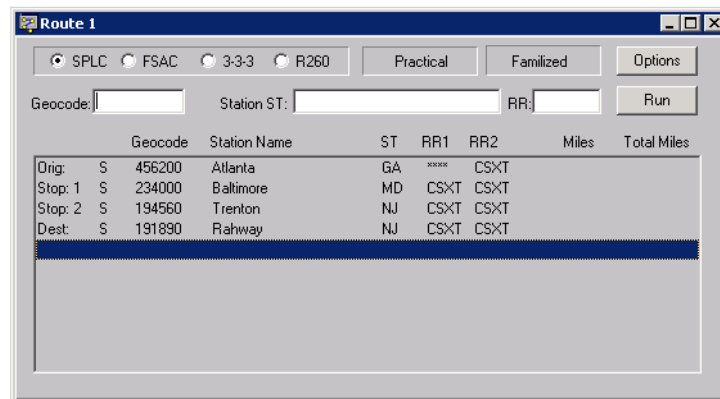 Route 1
SPLC FSAC 3-3-3 R260 Practical Familized Options
Geocode: Station ST: RR: Run
Geocode Station Name ST RR1 RR2 Miles Total Miles
Orig: S 456200 Atlanta GA **** CSXT
Stop: 1 S 234000 Baltimore MD CSXT CSXT
Stop: 2 S 194560 Trenton NJ CSXT CSXT
Dest: S 191890 Rahway NJ CSXT CSXT